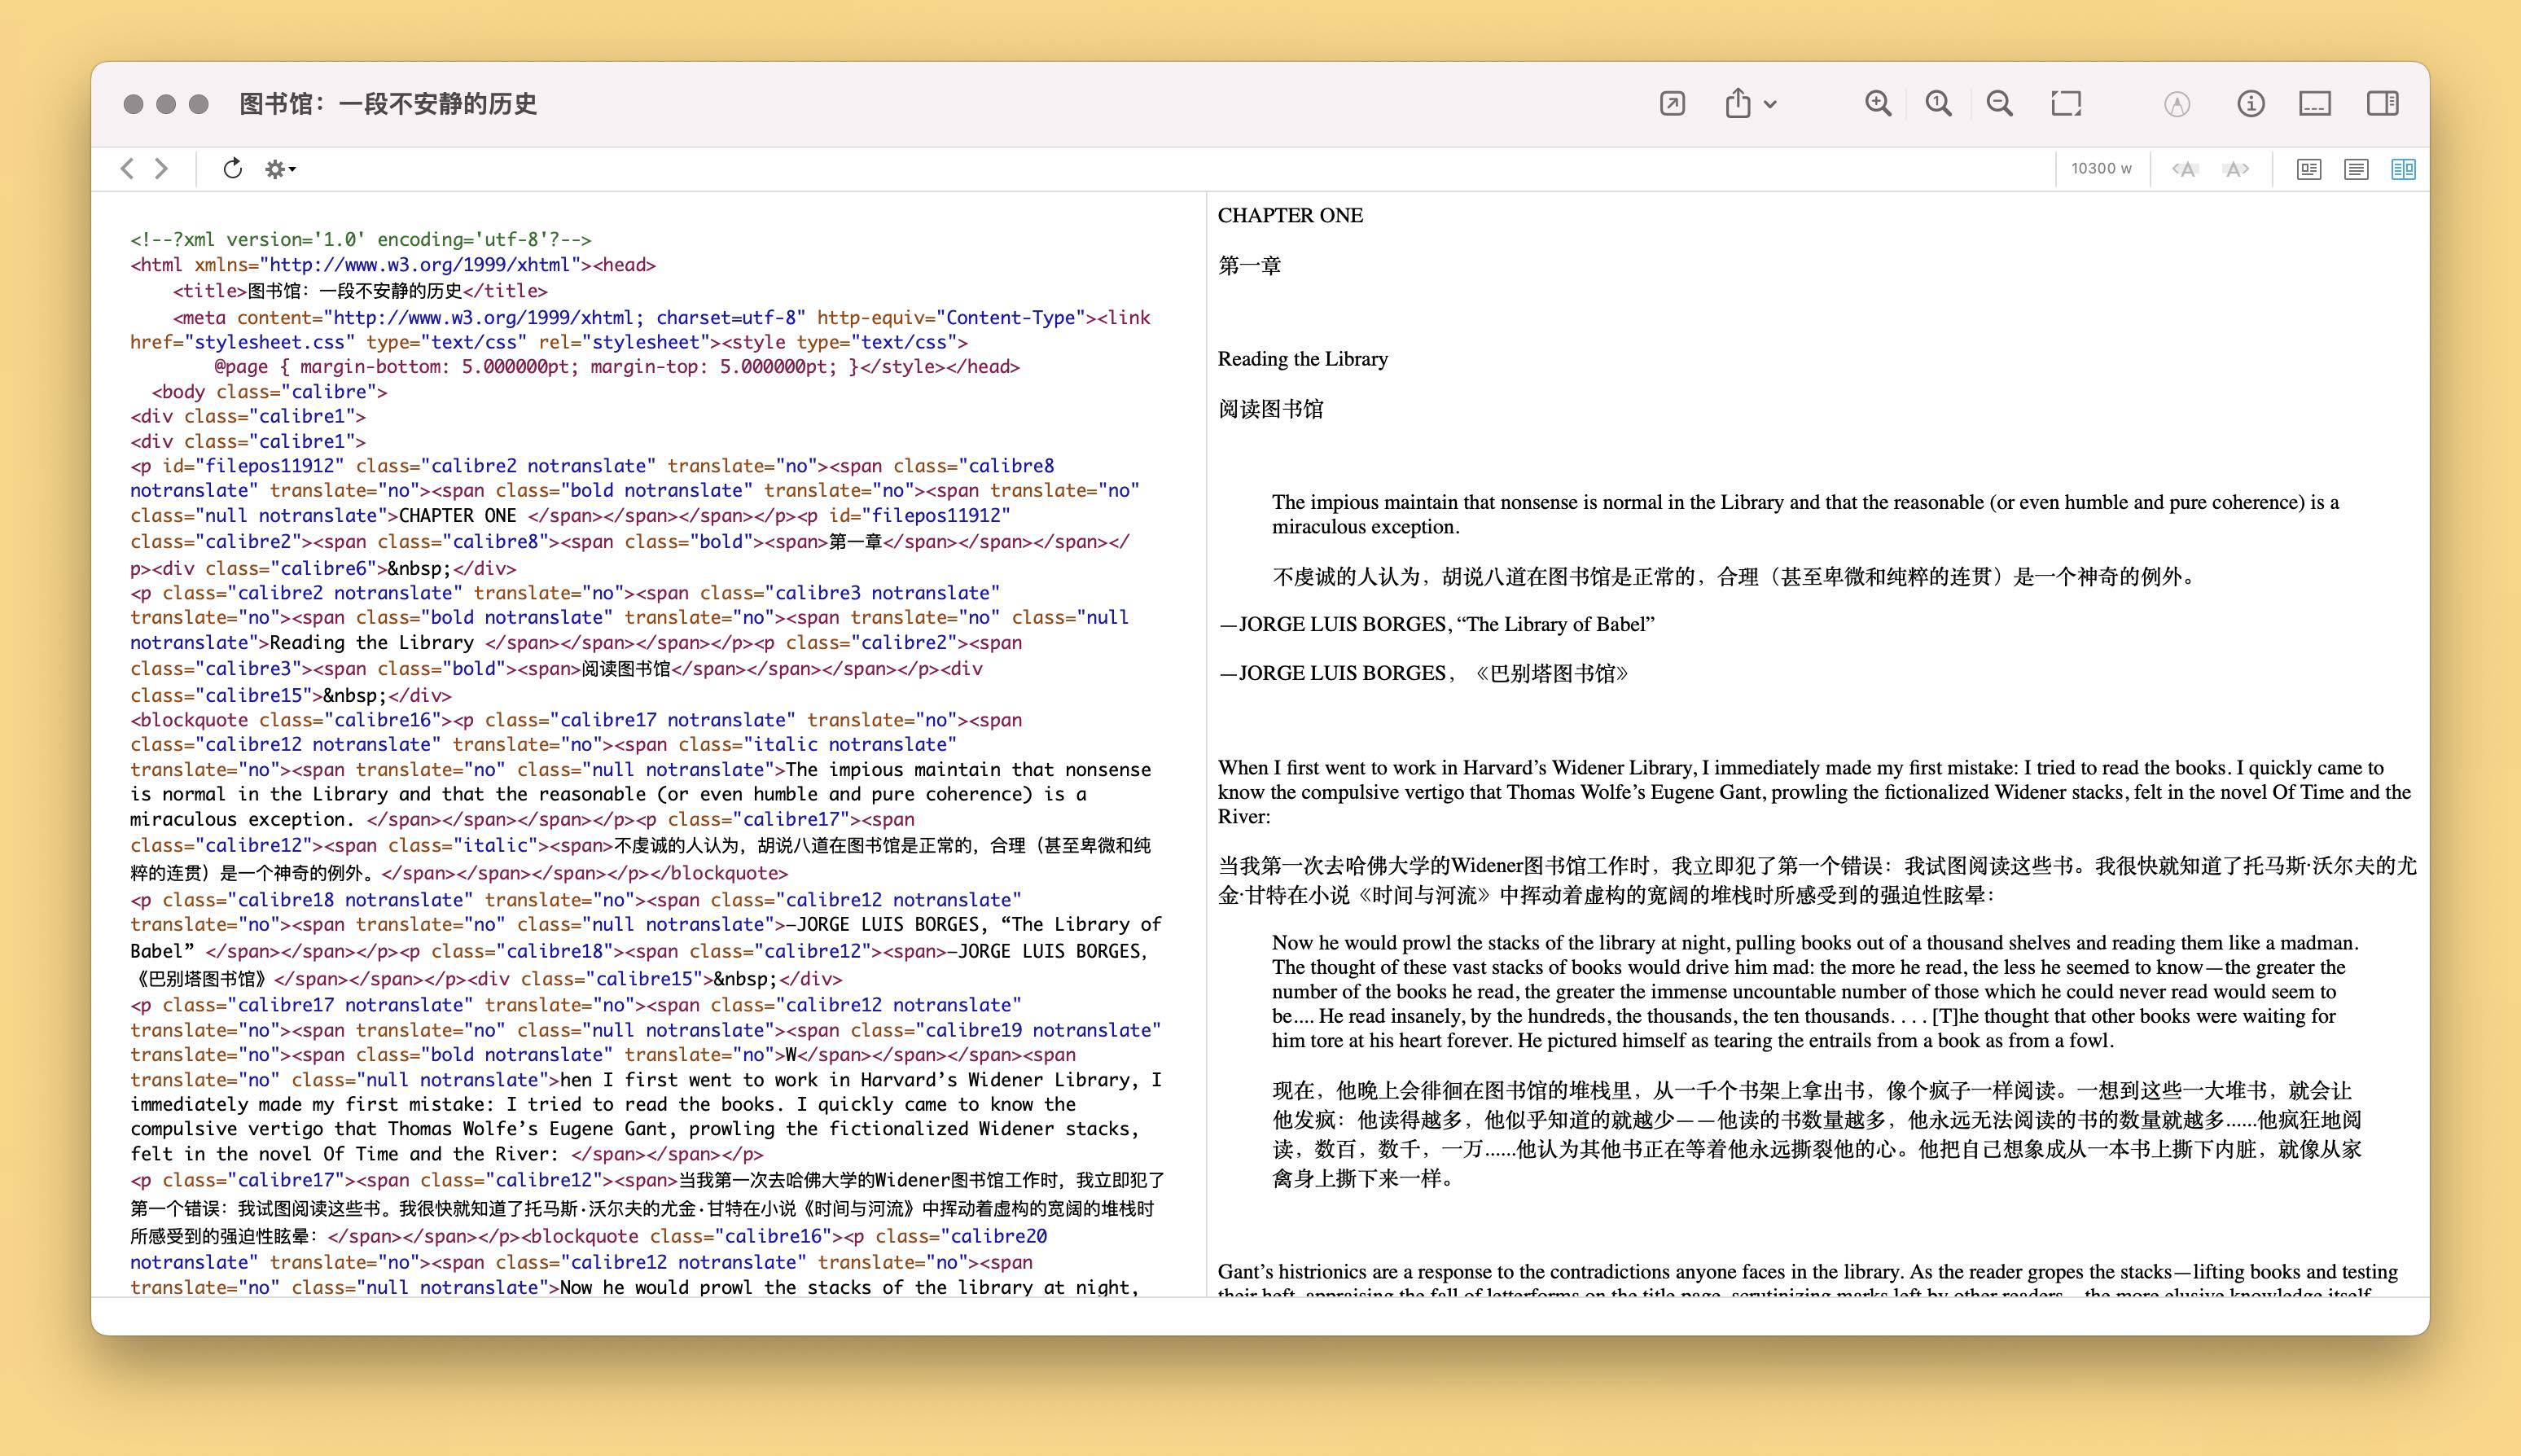 图书馆：一段不安静的历史
10300 w
<!--?xml version='1.0' encoding='utf-8'?-->
<html xmlns="http://www.w3.org/1999/xhtml"><head>
<title>图书馆：一段不安静的历史</title>
<meta content="http://www.w3.org/1999/xhtml; charset=utf-8" http-equiv="Content-Type"><link
href="stylesheet.css" type="text/css" rel="stylesheet"><style type="text/css">
@page { margin-bottom: 5.000000pt; margin-top: 5.000000pt; }</style></head>
<body class="calibre">
<div class="calibre1">
<div class="calibre1">
<p id="filepos11912" class="calibre2 notranslate" translate="no"><span class="calibre8
notranslate" translate="no"><span class="bold notranslate" translate="no"><span translate="no"
class="null notranslate">CHAPTER ONE </span></span></span></p><p id="filepos11912"
class="calibre2"><span class="calibre8"><span class="bold"><span>第一章</span></span></span></
p><div class="calibre6">&nbsp;</div>
<p class="calibre2 notranslate" translate="no"><span class="calibre3 notranslate"
translate="no"><span class="bold notranslate" translate="no"><span translate="no" class="null
notranslate">Reading the Library </span></span></span></p><p class="calibre2"><span
class="calibre3"><span class="bold"><span>阅读图书馆</span></span></span></p><div
class="calibre15">&nbsp;</div>
<blockquote class="calibre16"><p class="calibre17 notranslate" translate="no"><span
class="calibre12 notranslate" translate="no"><span class="italic notranslate"
translate="no"><span translate="no" class="null notranslate">The impious maintain that nonsense
is normal in the Library and that the reasonable (or even humble and pure coherence) is a
miraculous exception. </span></span></span></p><p class="calibre17"><span
class="calibre12"><span class="italic"><span>不虔诚的人认为，胡说八道在图书馆是正常的，合理（甚至卑微和纯
粹的连贯）是一个神奇的例外。</span></span></span></p></blockquote>
<p class="calibre18 notranslate" translate="no"><span class="calibre12 notranslate"
translate="no"><span translate="no" class="null notranslate">—JORGE LUIS BORGES, “The Library of
Babel” </span></span></p><p class="calibre18"><span class="calibre12"><span>—JORGE LUIS BORGES，
《巴别塔图书馆》</span></span></p><div class="calibre15">&nbsp;</div>
<p class="calibre17 notranslate" translate="no"><span class="calibre12 notranslate"
translate="no"><span translate="no" class="null notranslate"><span class="calibre19 notranslate"
translate="no"><span class="bold notranslate" translate="no">W</span></span></span><span
translate="no" class="null notranslate">hen I first went to work in Harvard’s Widener Library, I
immediately made my first mistake: I tried to read the books. I quickly came to know the
compulsive vertigo that Thomas Wolfe’s Eugene Gant, prowling the fictionalized Widener stacks,
felt in the novel Of Time and the River: </span></span></p>
<p class="calibre17"><span class="calibre12"><span>当我第一次去哈佛大学的Widener图书馆工作时，我立即犯了
第一个错误：我试图阅读这些书。我很快就知道了托马斯·沃尔夫的尤金·甘特在小说《时间与河流》中挥动着虚构的宽阔的堆栈时
所感受到的强迫性眩晕：</span></span></p><blockquote class="calibre16"><p class="calibre20
notranslate" translate="no"><span class="calibre12 notranslate" translate="no"><span
translate="no" class="null notranslate">Now he would prowl the stacks of the library at night,
CHAPTER ONE
第一章
Reading the Library
阅读图书馆
The impious maintain that nonsense is normal in the Library and that the reasonable (or even humble and pure coherence) is a
miraculous exception.
不虔诚的人认为，胡说八道在图书馆是正常的，合理（甚至卑微和纯粹的连贯）是一个神奇的例外。
—JORGE LUIS BORGES, “The Library of Babel”
—JORGE LUIS BORGES，《巴别塔图书馆》
When I first went to work in Harvard’s Widener Library, I immediately made my first mistake: I tried to read the books. I quickly came to
know the compulsive vertigo that Thomas Wolfe’s Eugene Gant, prowling the fictionalized Widener stacks, felt in the novel Of Time and the
River:
当我第一次去哈佛大学的Widener图书馆工作时，我立即犯了第一个错误：我试图阅读这些书。我很快就知道了托马斯·沃尔夫的尤
金·甘特在小说《时间与河流》中挥动着虚构的宽阔的堆栈时所感受到的强迫性眩晕：
Now he would prowl the stacks of the library at night, pulling books out of a thousand shelves and reading them like a madman.
The thought of these vast stacks of books would drive him mad: the more he read, the less he seemed to know—the greater the
number of the books he read, the greater the immense uncountable number of those which he could never read would seem to
be.... He read insanely, by the hundreds, the thousands, the ten thousands. . . . [T]he thought that other books were waiting for
him tore at his heart forever. He pictured himself as tearing the entrails from a book as from a fowl.
现在，他晚上会徘徊在图书馆的堆栈里，从一千个书架上拿出书，像个疯子一样阅读。一想到这些一大堆书，就会让
他发疯：他读得越多，他似乎知道的就越少——他读的书数量越多，他永远无法阅读的书的数量就越多......他疯狂地阅
读，数百，数千，一万......他认为其他书正在等着他永远撕裂他的心。他把自己想象成从一本书上撕下内脏，就像从家
禽身上撕下来一样。
Gant’s histrionics are a response to the contradictions anyone faces in the library. As the reader gropes the stacks—lifting books and testing
their heft, appraising the fall of letterforms on the title page, scrutinizing marks left by other readers—the more elusive knowledge itself